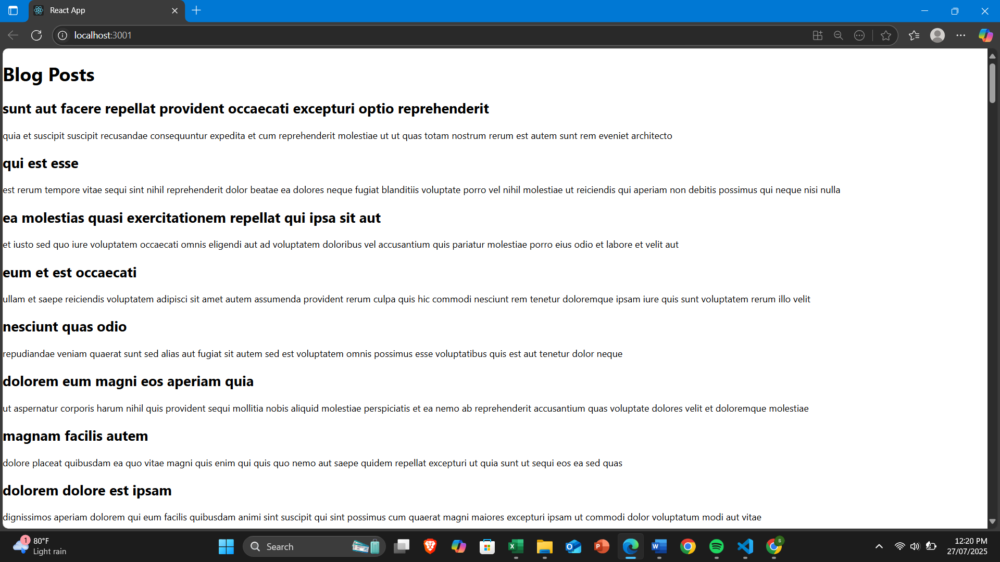 React App
localhost:3001
Blog Posts
sunt aut facere repellat provident occaecati excepturi optio reprehenderit
quia et suscipit suscipit recusandae consequuntur expedita et cum reprehenderit molestiae ut ut quas totam nostrum rerum est autem sunt rem eveniet architecto
qui est esse
est rerum tempore vitae sequi sint nihil reprehenderit dolor beatae ea dolores neque fugiat blanditiis voluptate porro vel nihil molestiae ut reiciendis qui aperiam non debitis possimus qui neque nisi nulla
ea molestias quasi exercitationem repellat qui ipsa sit aut
et iusto sed quo iure voluptatem occaecati omnis eligendi aut ad voluptatem doloribus vel accusantium quis pariatur molestiae porro eius odio et labore et velit aut
eum et est occaecati
ullam et saepe reiciendis voluptatem adipisci sit amet autem assumenda provident rerum culpa quis hic commodi nesciunt rem tenetur doloremque ipsam iure quis sunt voluptatem rerum illo velit
nesciunt quas odio
repudiandae veniam quaerat sunt sed alias aut fugiat sit autem sed est voluptatem omnis possimus esse voluptatibus quis est aut tenetur dolor neque
dolorem eum magni eos aperiam quia
ut aspernatur corporis harum nihil quis provident sequi mollitia nobis aliquid molestiae perspiciatis et ea nemo ab reprehenderit accusantium quas voluptate dolores velit et doloremque molestiae
magnam facilis autem
dolore placeat quibusdam ea quo vitae magni quis enim qui quis quo nemo aut saepe quidem repellat excepturi ut quia sunt ut sequi eos ea sed quas
dolorem dolore est ipsam
dignissimos aperiam dolorem qui eum facilis quibusdam animi sint suscipit qui sint possimus cum quaerat magni maiores excepturi ipsam ut commodi dolor voluptatum modi aut vitae
1
80°F
Light rain
Search
12:20 PM
27/07/2025